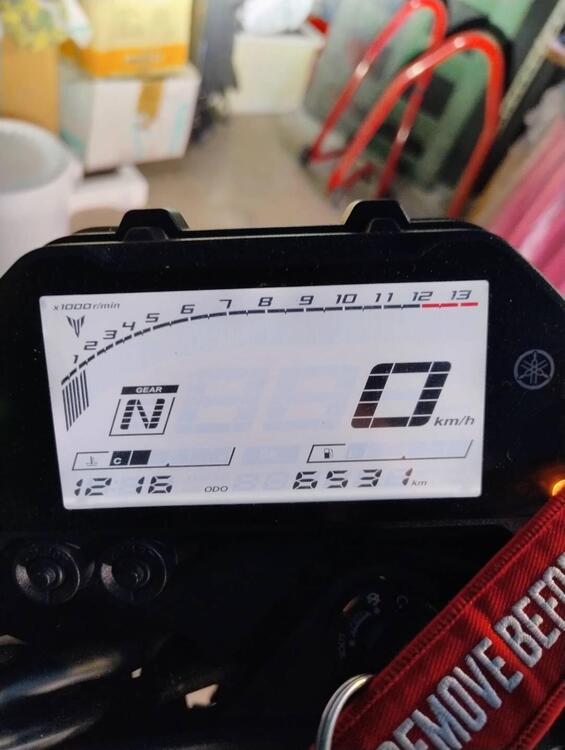 x1000r/min
1 2 3 4 5 6 7 8 9 10 11 12 13
GEAR
N
0 km/h
C
12 16 ODO 6531 km
REMOVE BEFO